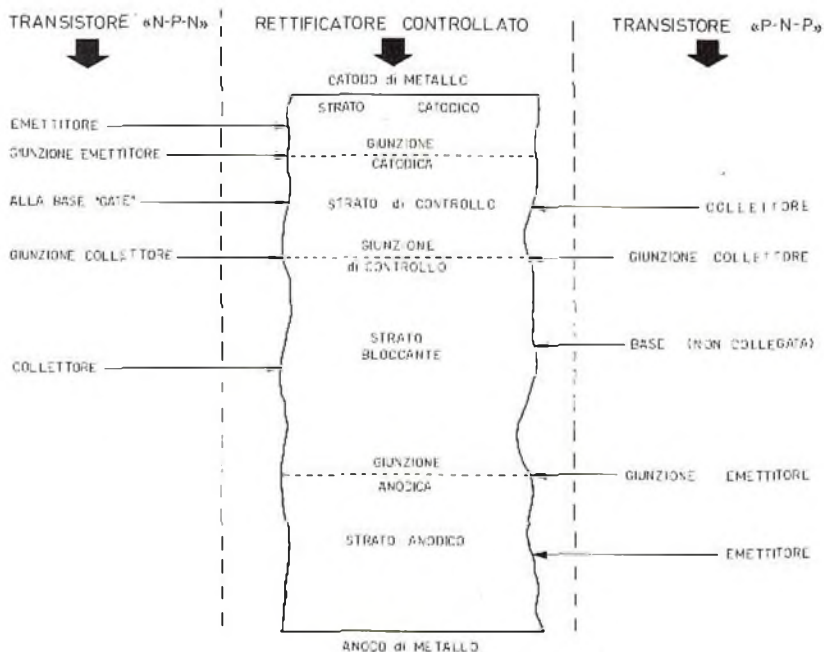 TRANSISTORE «N-P-N»
RETTIFICATORE CONTROLLATO
TRANSISTORE «P-N-P»
CATODO di METALLO
STRATO CATODICO
EMETTITORE
GIUNZIONE EMETTITORE
GIUNZIONE
CATODICA
ALLA BASE "GATE"
STRATO di CONTROLLO
COLLETTORE
GIUNZIONE COLLETTORE
GIUNZIONE
di CONTROLLO
GIUNZIONE COLLETTORE
STRATO
BLOCCANTE
BASE (NON COLLEGATA)
COLLETTORE
GIUNZIONE
ANODICA
GIUNZIONE EMETTITORE
STRATO ANODICO
EMETTITORE
ANODO di METALLO